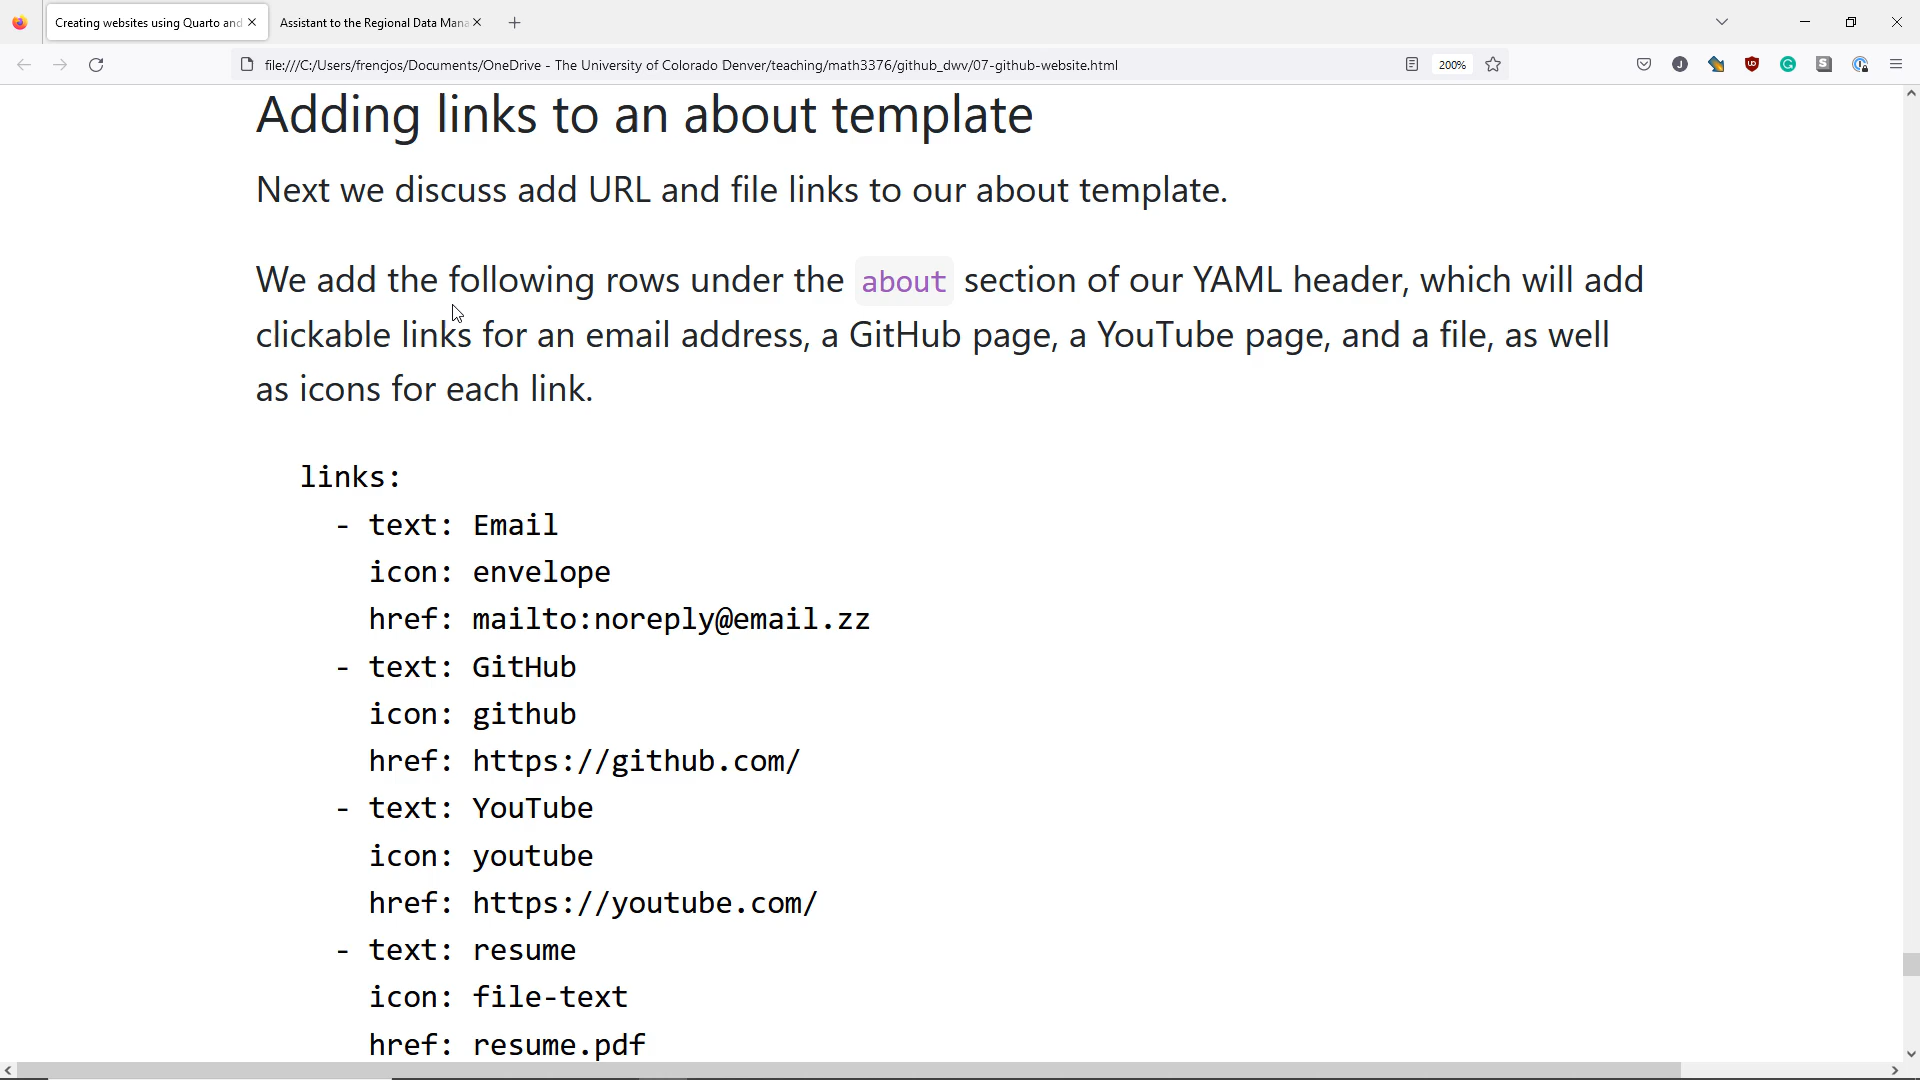 Creating websites using Quarto and
Assistant to the Regional Data Mana
file:///C:/Users/frencjos/Documents/OneDrive - The University of Colorado Denver/teaching/math3376/github_dwv/07-github-website.html
200%
Adding links to an about template
Next we discuss add URL and file links to our about template.
We add the following rows under the about section of our YAML header, which will add
clickable links for an email address, a GitHub page, a YouTube page, and a file, as well
as icons for each link.
links:
- text: Email
icon: envelope
href: mailto:noreply@email.zz
- text: GitHub
icon: github
href: https://github.com/
- text: YouTube
icon: youtube
href: https://youtube.com/
- text: resume
icon: file-text
href: resume.pdf